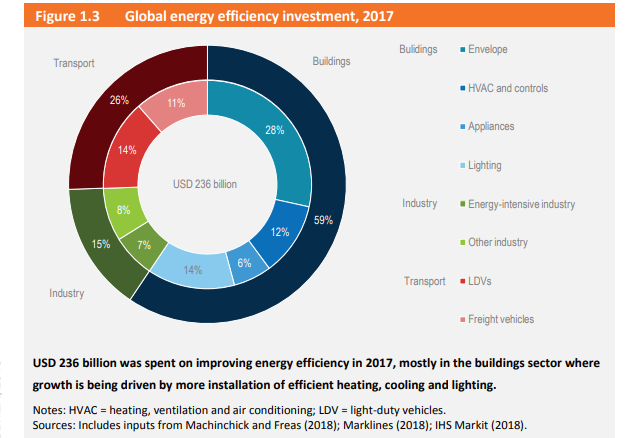 Figure 1.3 Global energy efficiency investment, 2017
Transport
Buildings
26%
11%
28%
14%
USD 236 billion
59%
8%
12%
15%
7%
6%
14%
Industry
Bulidings
Envelope
HVAC and controls
Appliances
Lighting
Industry
Energy-intensive industry
Other industry
Transport
LDVs
Freight vehicles
USD 236 billion was spent on improving energy efficiency in 2017, mostly in the buildings sector where
growth is being driven by more installation of efficient heating, cooling and lighting.
Notes: HVAC = heating, ventilation and air conditioning; LDV = light-duty vehicles.
Sources: Includes inputs from Machinchick and Freas (2018); Marklines (2018); IHS Markit (2018).